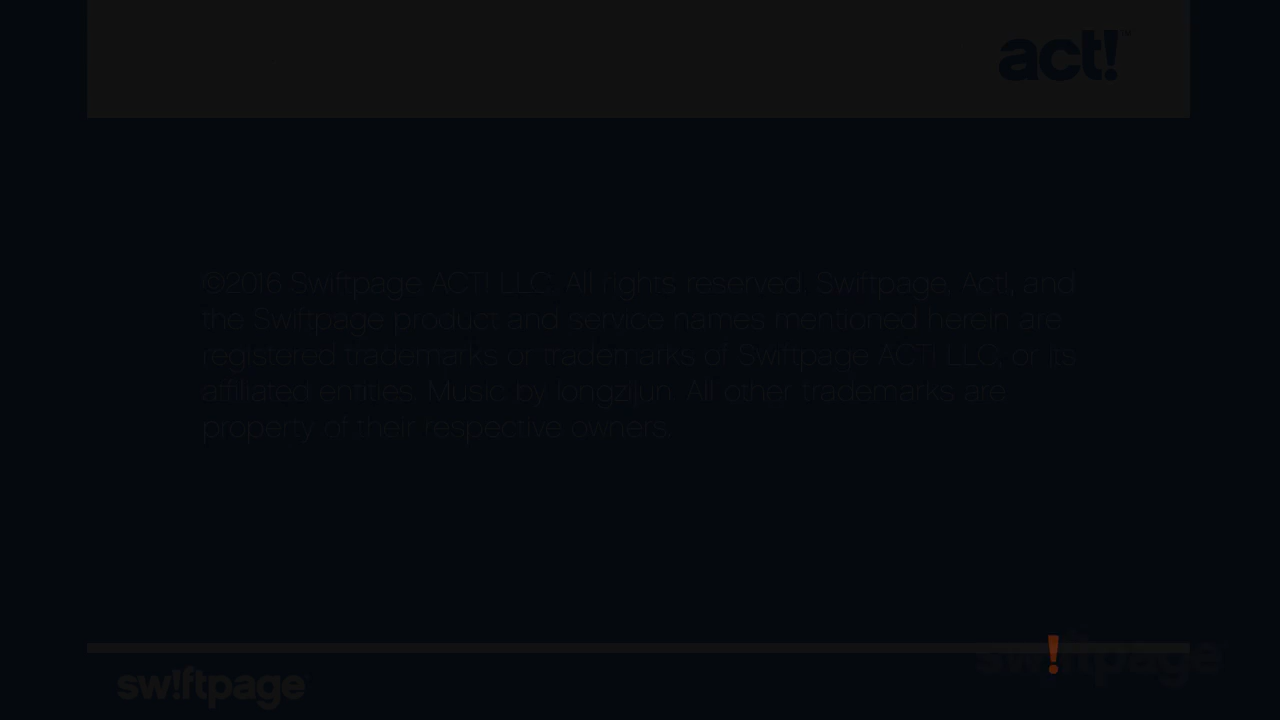 act!™
©2016 Swiftpage ACT! LLC. All rights reserved. Swiftpage, Act!, and
the Swiftpage product and service names mentioned herein are
registered trademarks or trademarks of Swiftpage ACT! LLC, or its
affiliated entities. Music by longzijun. All other trademarks are
property of their respective owners.
sw!ftpage
sw!ftpage